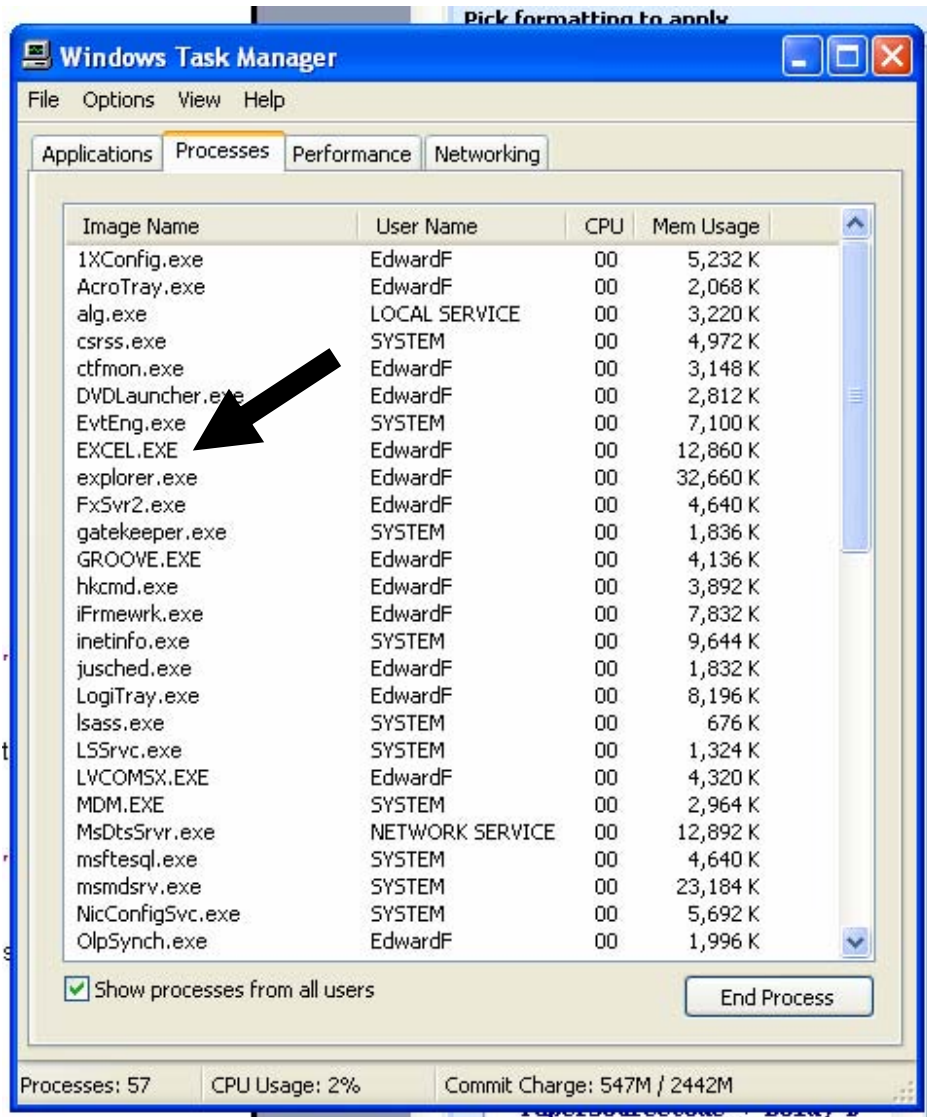 Pick formatting to apply
Windows Task Manager
File Options View Help
Applications Processes Performance Networking
Image Name User Name CPU Mem Usage
1XConfig.exe EdwardF 00 5,232 K
AcroTray.exe EdwardF 00 2,068 K
alg.exe LOCAL SERVICE 00 3,220 K
csrss.exe SYSTEM 00 4,972 K
ctfmon.exe EdwardF 00 3,148 K
DVDLauncher.exe EdwardF 00 2,812 K
EvtEng.exe SYSTEM 00 7,100 K
EXCEL.EXE EdwardF 00 12,860 K
explorer.exe EdwardF 00 32,660 K
FxSvr2.exe EdwardF 00 4,640 K
gatekeeper.exe SYSTEM 00 1,836 K
GROOVE.EXE EdwardF 00 4,136 K
hkcmd.exe EdwardF 00 3,892 K
iFrmewrk.exe EdwardF 00 7,832 K
inetinfo.exe SYSTEM 00 9,644 K
jusched.exe EdwardF 00 1,832 K
LogiTray.exe EdwardF 00 8,196 K
lsass.exe SYSTEM 00 676 K
LSSrvc.exe SYSTEM 00 1,324 K
LVCOMSX.EXE EdwardF 00 4,320 K
MDM.EXE SYSTEM 00 2,964 K
MsDtsSrvr.exe NETWORK SERVICE 00 12,892 K
msftesql.exe SYSTEM 00 4,640 K
msmdsrv.exe SYSTEM 00 23,184 K
NicConfigSvc.exe SYSTEM 00 5,692 K
OlpSynch.exe EdwardF 00 1,996 K
Show processes from all users
End Process
Processes: 57 CPU Usage: 2% Commit Charge: 547M / 2442M